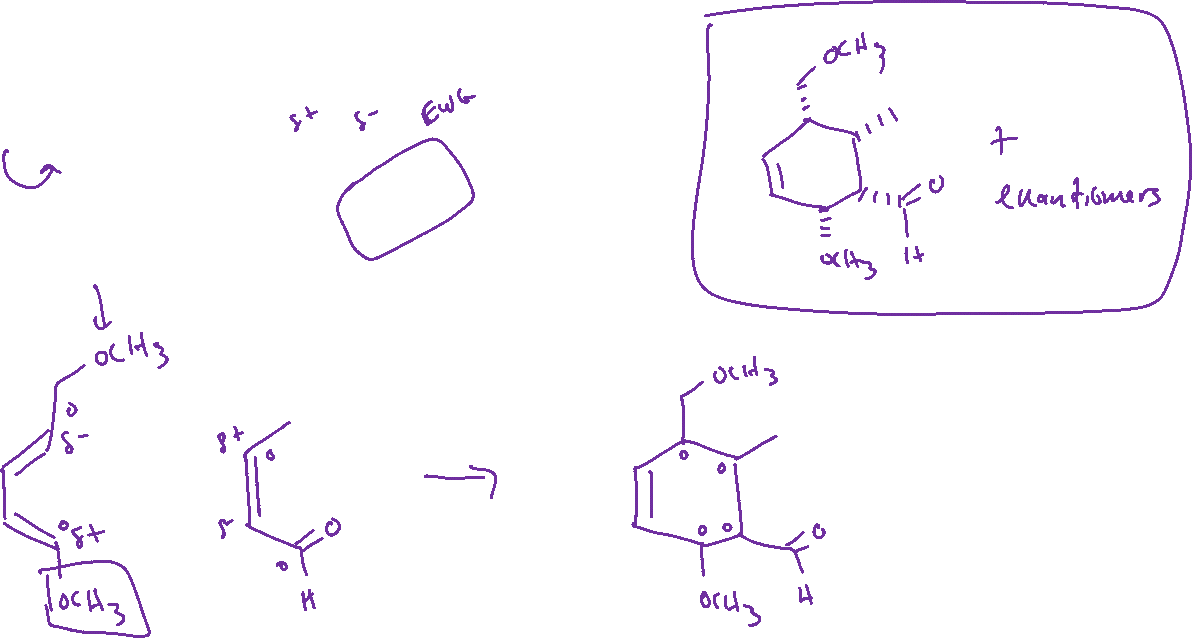 OCH3
δ+ δ- EWG
+
enantiomers
O
OCH3 H
OCH3
OCH3
δ-
δ+
δ+
δ-
O
O
OCH3
H
OCH3
H